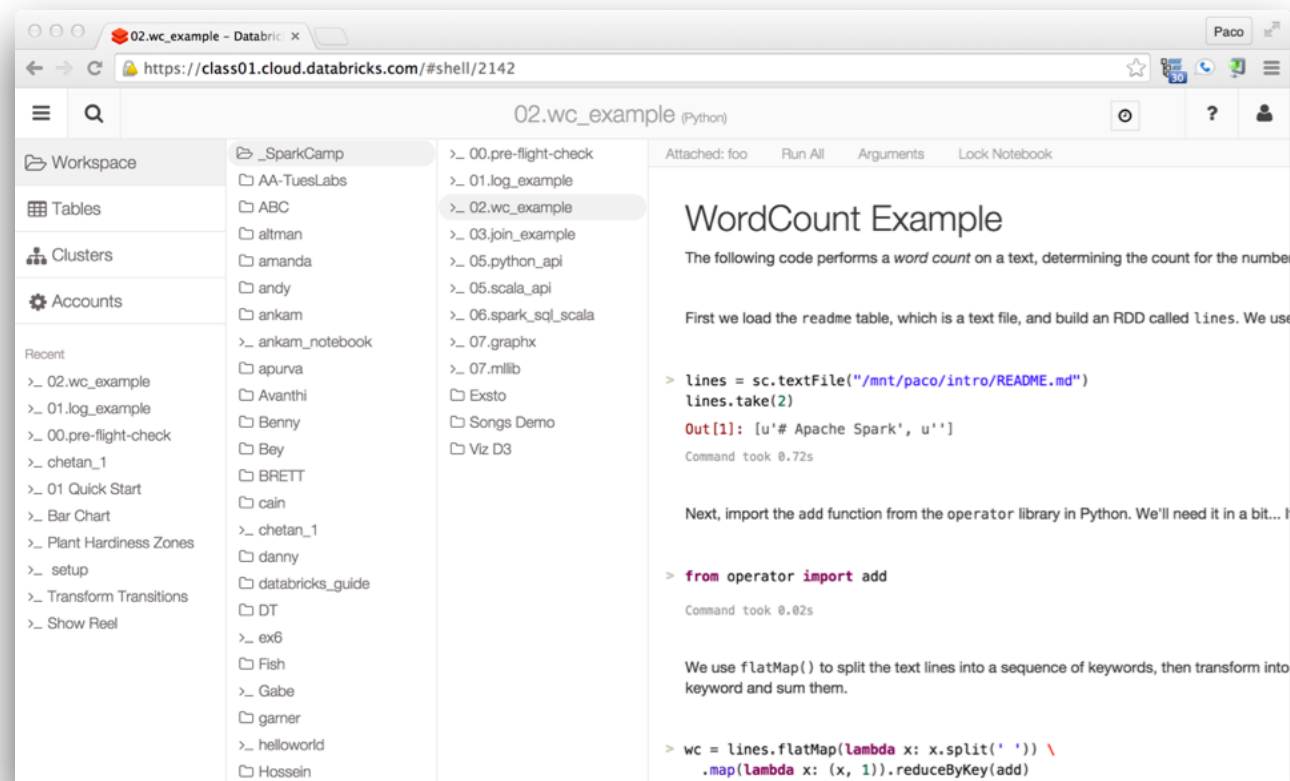 02.wc_example – Databric
Paco
https://class01.cloud.databricks.com/#shell/2142
30
02.wc_example (Python)
?
Workspace
Tables
Clusters
Accounts
Recent
>_ 02.wc_example
>_ 01.log_example
>_ 00.pre-flight-check
>_ chetan_1
>_ 01 Quick Start
>_ Bar Chart
>_ Plant Hardiness Zones
>_ setup
>_ Transform Transitions
>_ Show Reel
_SparkCamp
AA-TuesLabs
ABC
altman
amanda
andy
ankam
>_ ankam_notebook
apurva
Avanthi
Benny
Bey
BRETT
cain
>_ chetan_1
danny
databricks_guide
DT
>_ ex6
Fish
>_ Gabe
garner
>_ helloworld
Hossein
>_ 00.pre-flight-check
>_ 01.log_example
>_ 02.wc_example
>_ 03.join_example
>_ 05.python_api
>_ 05.scala_api
>_ 06.spark_sql_scala
>_ 07.graphx
>_ 07.mllib
Exsto
Songs Demo
Viz D3
Attached: foo Run All Arguments Lock Notebook
WordCount Example
The following code performs a word count on a text, determining the count for the number
First we load the readme table, which is a text file, and build an RDD called lines. We use
> lines = sc.textFile("/mnt/paco/intro/README.md")
lines.take(2)
Out[1]: [u'# Apache Spark', u'']
Command took 0.72s
Next, import the add function from the operator library in Python. We'll need it in a bit...
> from operator import add
Command took 0.02s
We use flatMap() to split the text lines into a sequence of keywords, then transform into
keyword and sum them.
> wc = lines.flatMap(lambda x: x.split(' ')) \
.map(lambda x: (x, 1)).reduceByKey(add)